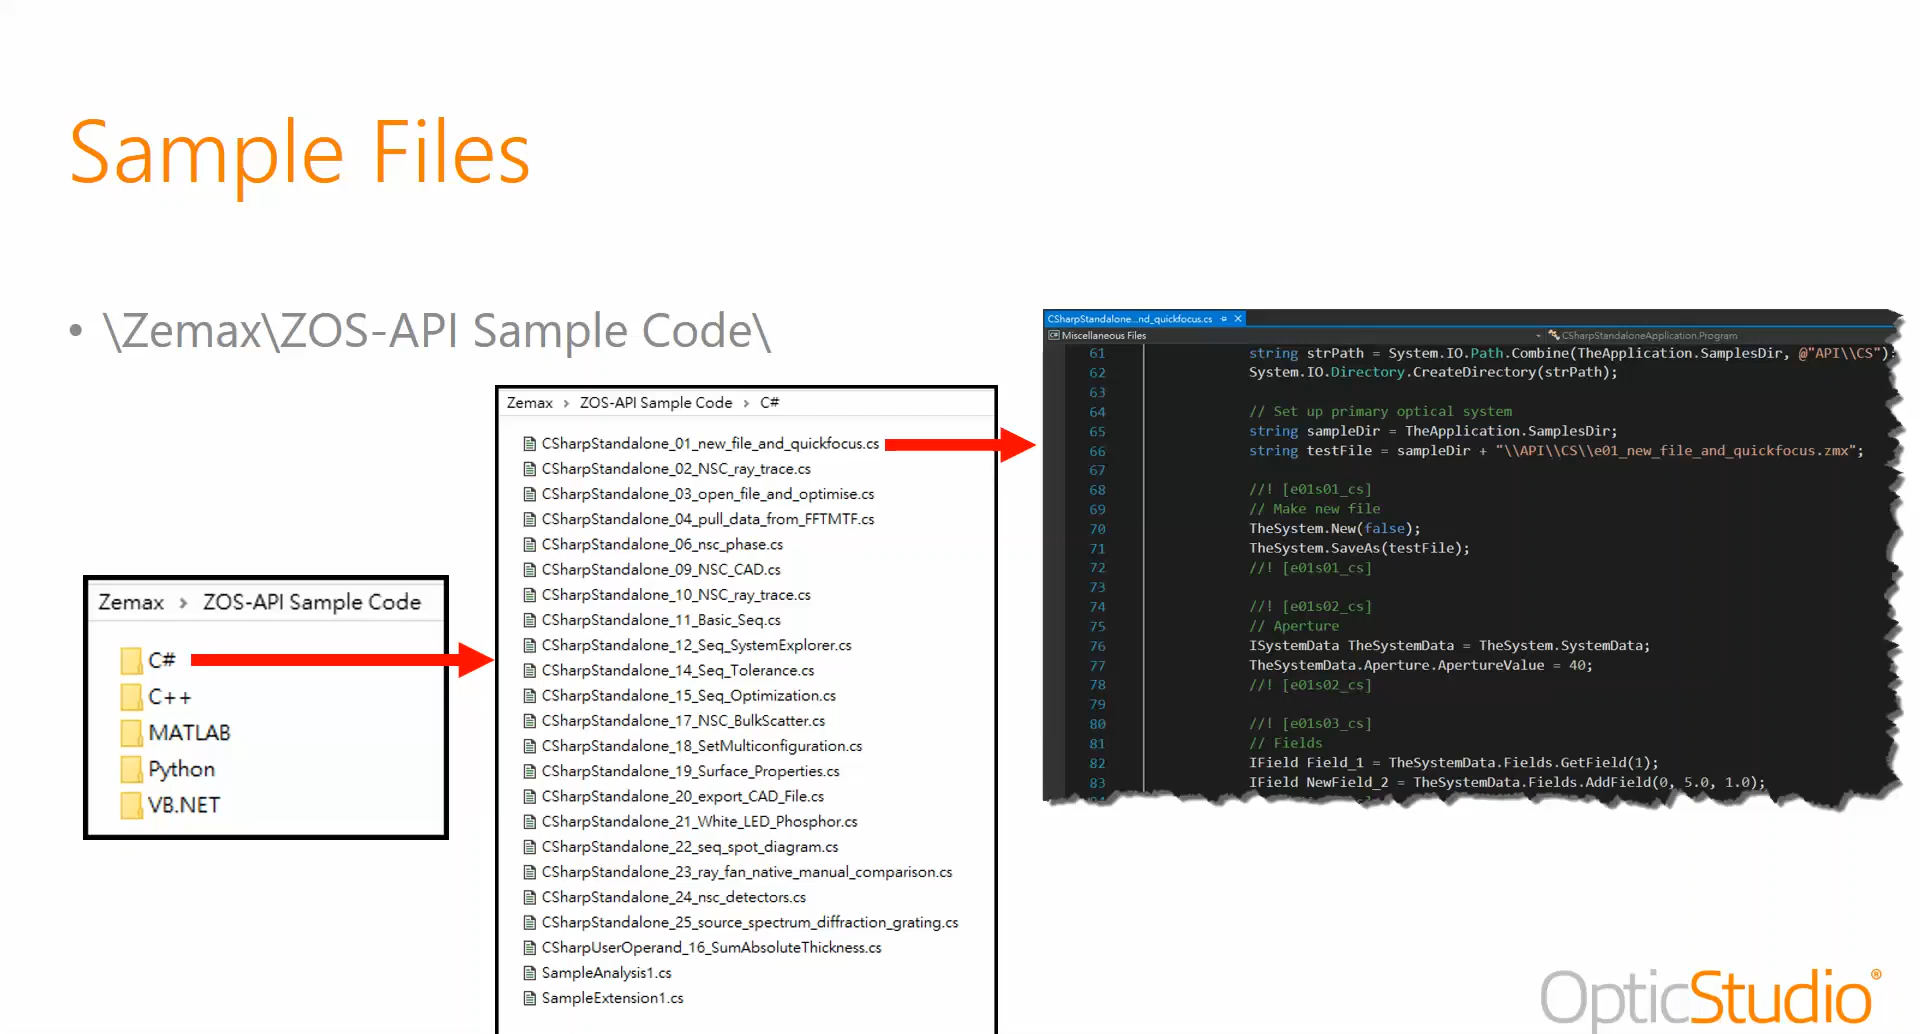 Sample Files
• \Zemax\ZOS-API Sample Code\
Zemax > ZOS-API Sample Code
C#
C++
MATLAB
Python
VB.NET
Zemax > ZOS-API Sample Code > C#
CSharpStandalone_01_new_file_and_quickfocus.cs
CSharpStandalone_02_NSC_ray_trace.cs
CSharpStandalone_03_open_file_and_optimise.cs
CSharpStandalone_04_pull_data_from_FFTMTF.cs
CSharpStandalone_06_nsc_phase.cs
CSharpStandalone_09_NSC_CAD.cs
CSharpStandalone_10_NSC_ray_trace.cs
CSharpStandalone_11_Basic_Seq.cs
CSharpStandalone_12_Seq_SystemExplorer.cs
CSharpStandalone_14_Seq_Tolerance.cs
CSharpStandalone_15_Seq_Optimization.cs
CSharpStandalone_17_NSC_BulkScatter.cs
CSharpStandalone_18_SetMulticonfiguration.cs
CSharpStandalone_19_Surface_Properties.cs
CSharpStandalone_20_export_CAD_File.cs
CSharpStandalone_21_White_LED_Phosphor.cs
CSharpStandalone_22_seq_spot_diagram.cs
CSharpStandalone_23_ray_fan_native_manual_comparison.cs
CSharpStandalone_24_nsc_detectors.cs
CSharpStandalone_25_source_spectrum_diffraction_grating.cs
CSharpUserOperand_16_SumAbsoluteThickness.cs
SampleAnalysis1.cs
SampleExtension1.cs
CSharpStandalone...nd_quickfocus.cs
Miscellaneous Files CSharpStandaloneApplication.Program
61 string strPath = System.IO.Path.Combine(TheApplication.SamplesDir, @"API\\CS")
62 System.IO.Directory.CreateDirectory(strPath);
63
64 // Set up primary optical system
65 string sampleDir = TheApplication.SamplesDir;
66 string testFile = sampleDir + "\\API\\CS\\e01_new_file_and_quickfocus.zmx";
67
68 //! [e01s01_cs]
69 // Make new file
70 TheSystem.New(false);
71 TheSystem.SaveAs(testFile);
72 //! [e01s01_cs]
73
74 //! [e01s02_cs]
75 // Aperture
76 ISystemData TheSystemData = TheSystem.SystemData;
77 TheSystemData.Aperture.ApertureValue = 40;
78 //! [e01s02_cs]
79
80 //! [e01s03_cs]
81 // Fields
82 IField Field_1 = TheSystemData.Fields.GetField(1);
83 IField NewField_2 = TheSystemData.Fields.AddField(0, 5.0, 1.0);
OpticStudio®